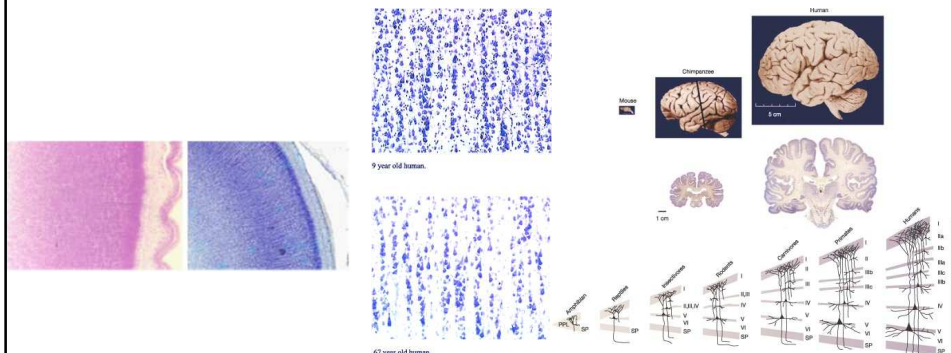 9 year old human.
67 year old human.
Human
Chimpanzee
Mouse
5 cm
1 cm
Amphibian
PPL
SP
Reptiles
SP
Insectivores
I
II,III,IV
V
VI
SP
Rodents
I
II,III
IV
V
VI
SP
Carnivores
I
II
III
IV
V
VI
SP
Primates
I
II
IIIb
IIIc
IV
V
VI
SP
Humans
I
IIa
IIb
IIIa
IIIc
IIIb
IV
V
VI
SP